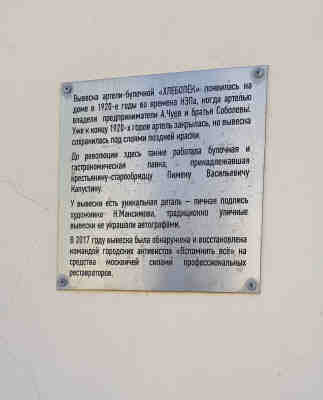 Вывеска артели-булочной «ХЛЕБОПЁК» появилась на
доме в 1920-е годы во времена НЭПа, когда артелью
владели предприниматели А.Чуев и братья Соболевы.
Уже к концу 1920-х годов артель закрылась, но вывеска
сохранилась под слоями поздней краски.
До революции здесь также работала булочная и
гастрономическая лавка, принадлежавшая
крестьянину-старообрядцу Пимену Васильевичу
Капустину.
У вывески есть уникальная деталь – личная подпись
художника Н.Максимова, традиционно уличные
вывески не украшали автографами.
В 2017 году вывеска была обнаружена и восстановлена
командой городских активистов «Вспомнить всё» на
средства москвичей силами профессиональных
реставраторов.